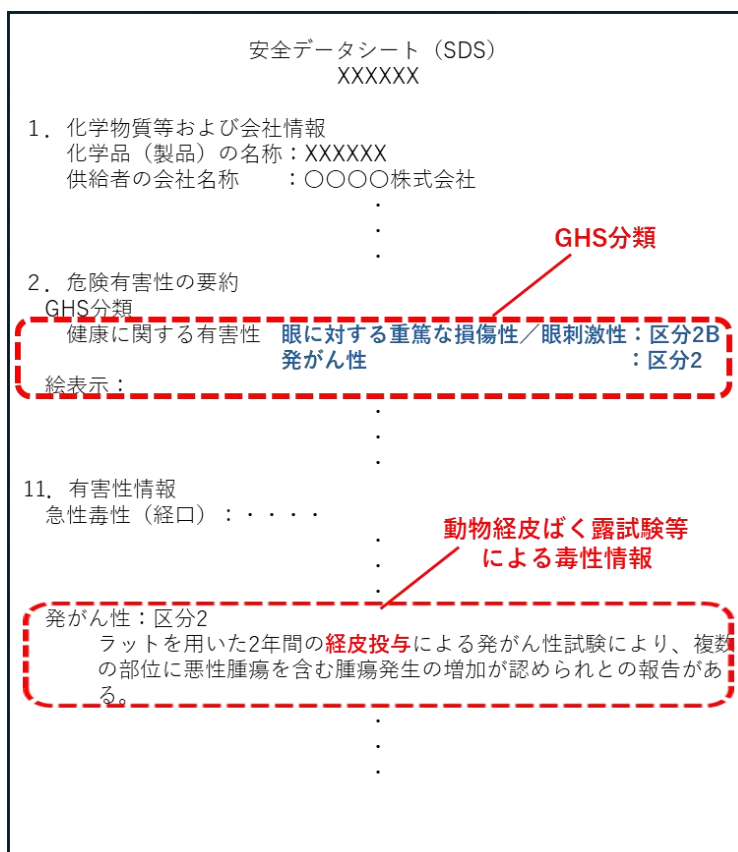 安全データシート（SDS）
XXXXXX
1．化学物質等および会社情報
化学品（製品）の名称：XXXXXX
供給者の会社名称　：〇〇〇〇株式会社
・
・
・
GHS分類
2．危険有害性の要約
GHS分類
健康に関する有害性　眼に対する重篤な損傷性／眼刺激性：区分2B
発がん性　：区分2
絵表示：
・
・
・
11．有害性情報
急性毒性（経口）：・・・・
・
・
・
動物経皮ばく露試験等
による毒性情報
発がん性：区分2
ラットを用いた2年間の経皮投与による発がん性試験により、複数
の部位に悪性腫瘍を含む腫瘍発生の増加が認められとの報告があ
る。
・
・
・